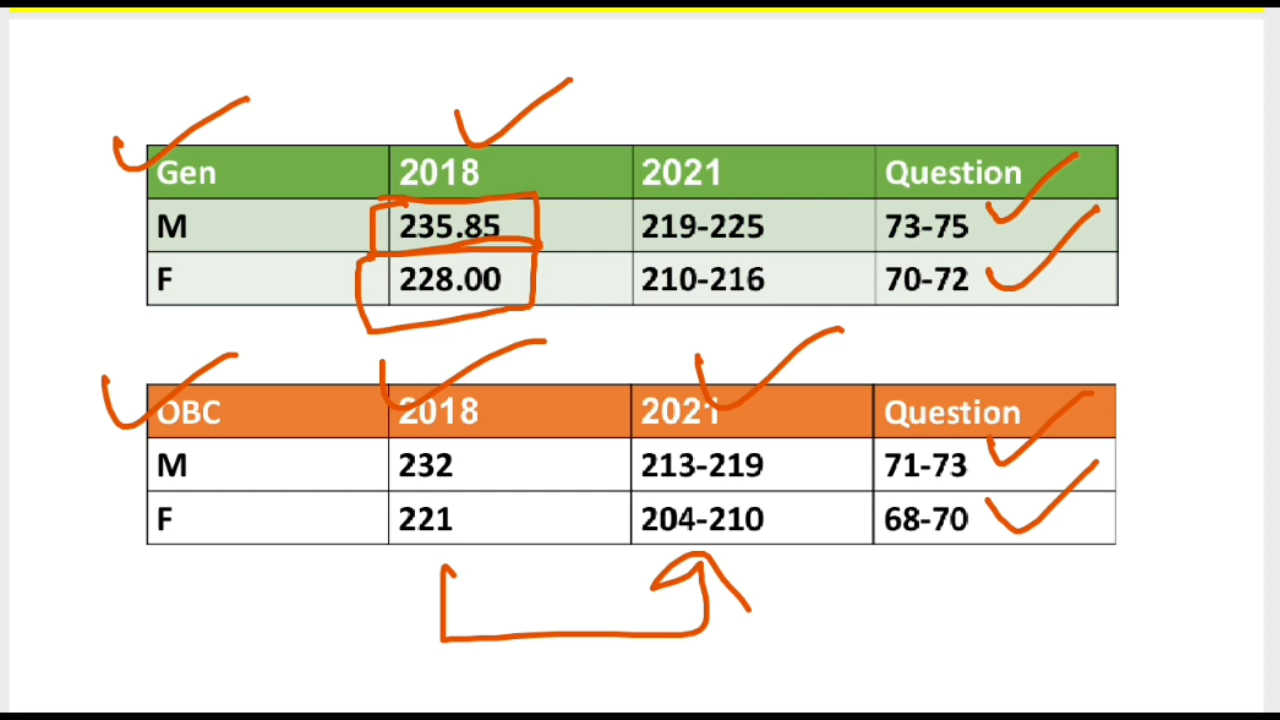 Gen 2018 2021 Question
M 235.85 219-225 73-75
F 228.00 210-216 70-72
OBC 2018 2021 Question
M 232 213-219 71-73
F 221 204-210 68-70